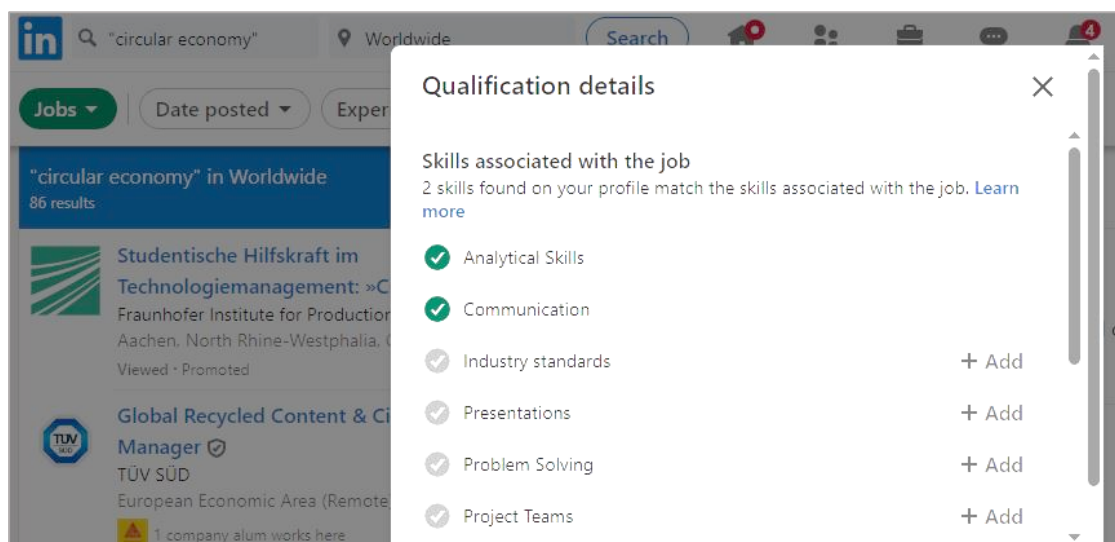 in
"circular economy"
Worldwide
Search
4
Jobs
Date posted
Exper
"circular economy" in Worldwide
86 results
Studentische Hilfskraft im
Technologiemanagement: »C
Fraunhofer Institute for Production
Aachen, North Rhine-Westphalia,
Viewed · Promoted
Global Recycled Content & Ci
Manager
TÜV SÜD
European Economic Area (Remote
1 company alum works here
TÜV
SÜD
Qualification details
Skills associated with the job
2 skills found on your profile match the skills associated with the job. Learn
more
Analytical Skills
Communication
Industry standards + Add
Presentations + Add
Problem Solving + Add
Project Teams + Add